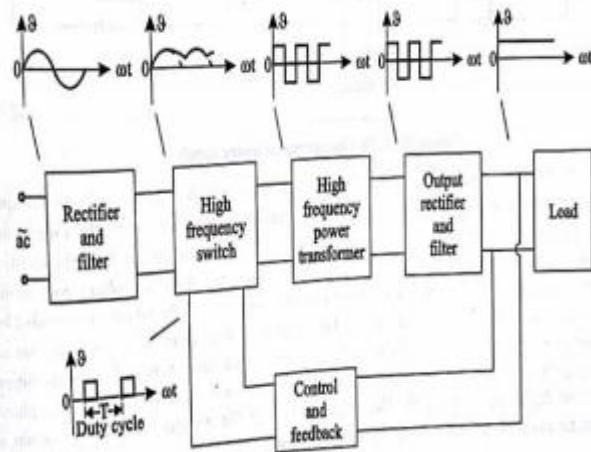 ϑ ϑ ϑ ϑ ϑ
0 ωt 0 ωt 0 ωt 0 ωt 0 ωt
ac
Rectifier
and
filter
High
frequency
switch
High
frequency
power
transformer
Output
rectifier
and
filter
Load
ϑ
0 ωt
T
Duty cycle
Control
and
feedback